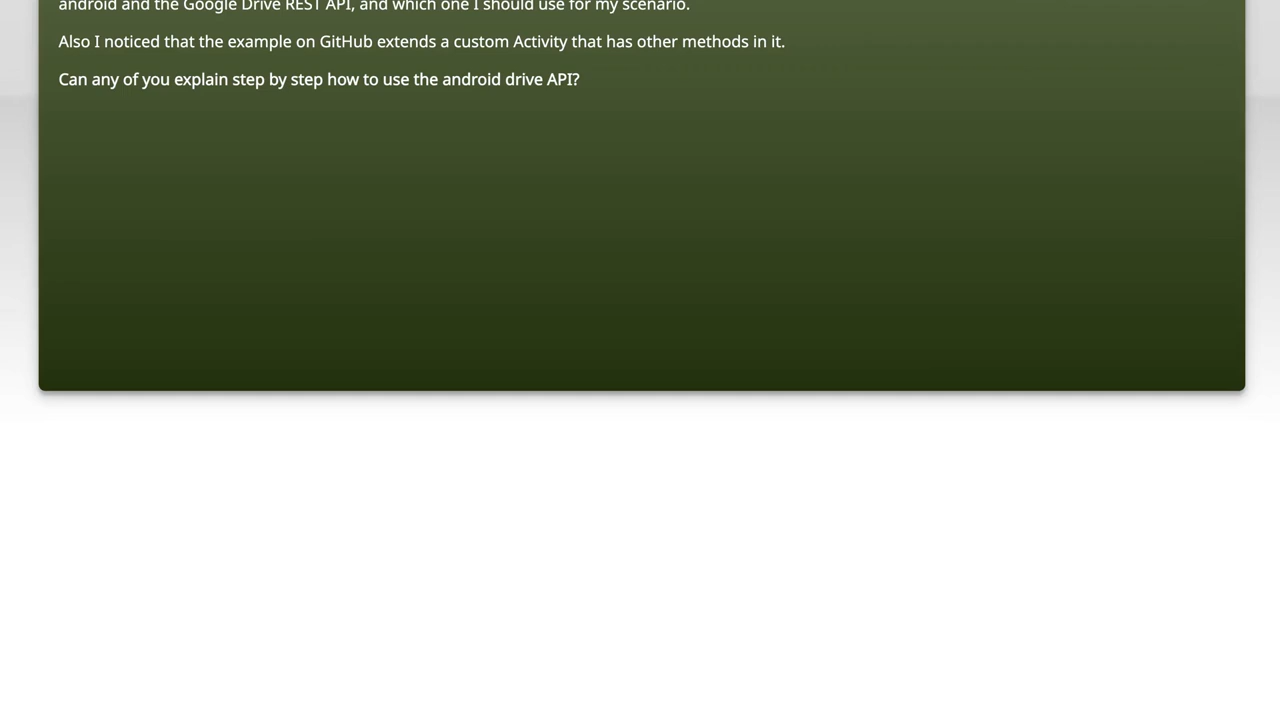 android and the Google Drive REST API, and which one I should use for my scenario.
Also I noticed that the example on GitHub extends a custom Activity that has other methods in it.
Can any of you explain step by step how to use the android drive API?